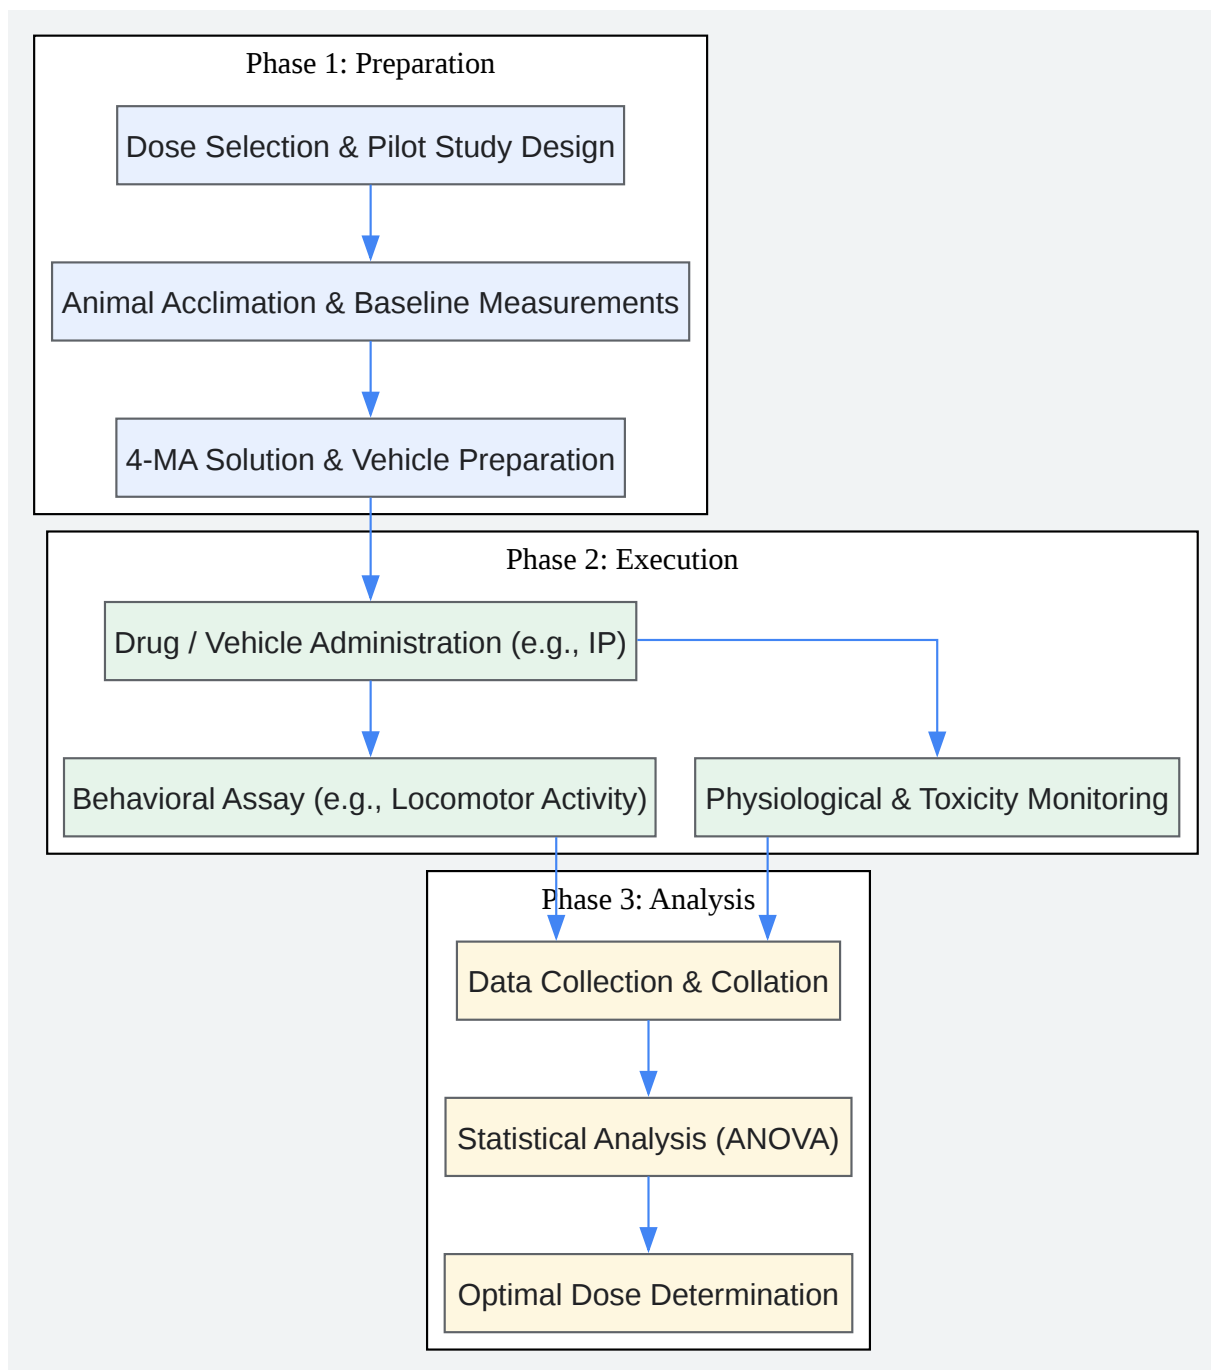 Phase 1: Preparation
Dose Selection & Pilot Study Design
Animal Acclimation & Baseline Measurements
4-MA Solution & Vehicle Preparation
Phase 2: Execution
Drug / Vehicle Administration (e.g., IP)
Behavioral Assay (e.g., Locomotor Activity)
Physiological & Toxicity Monitoring
Phase 3: Analysis
Data Collection & Collation
Statistical Analysis (ANOVA)
Optimal Dose Determination